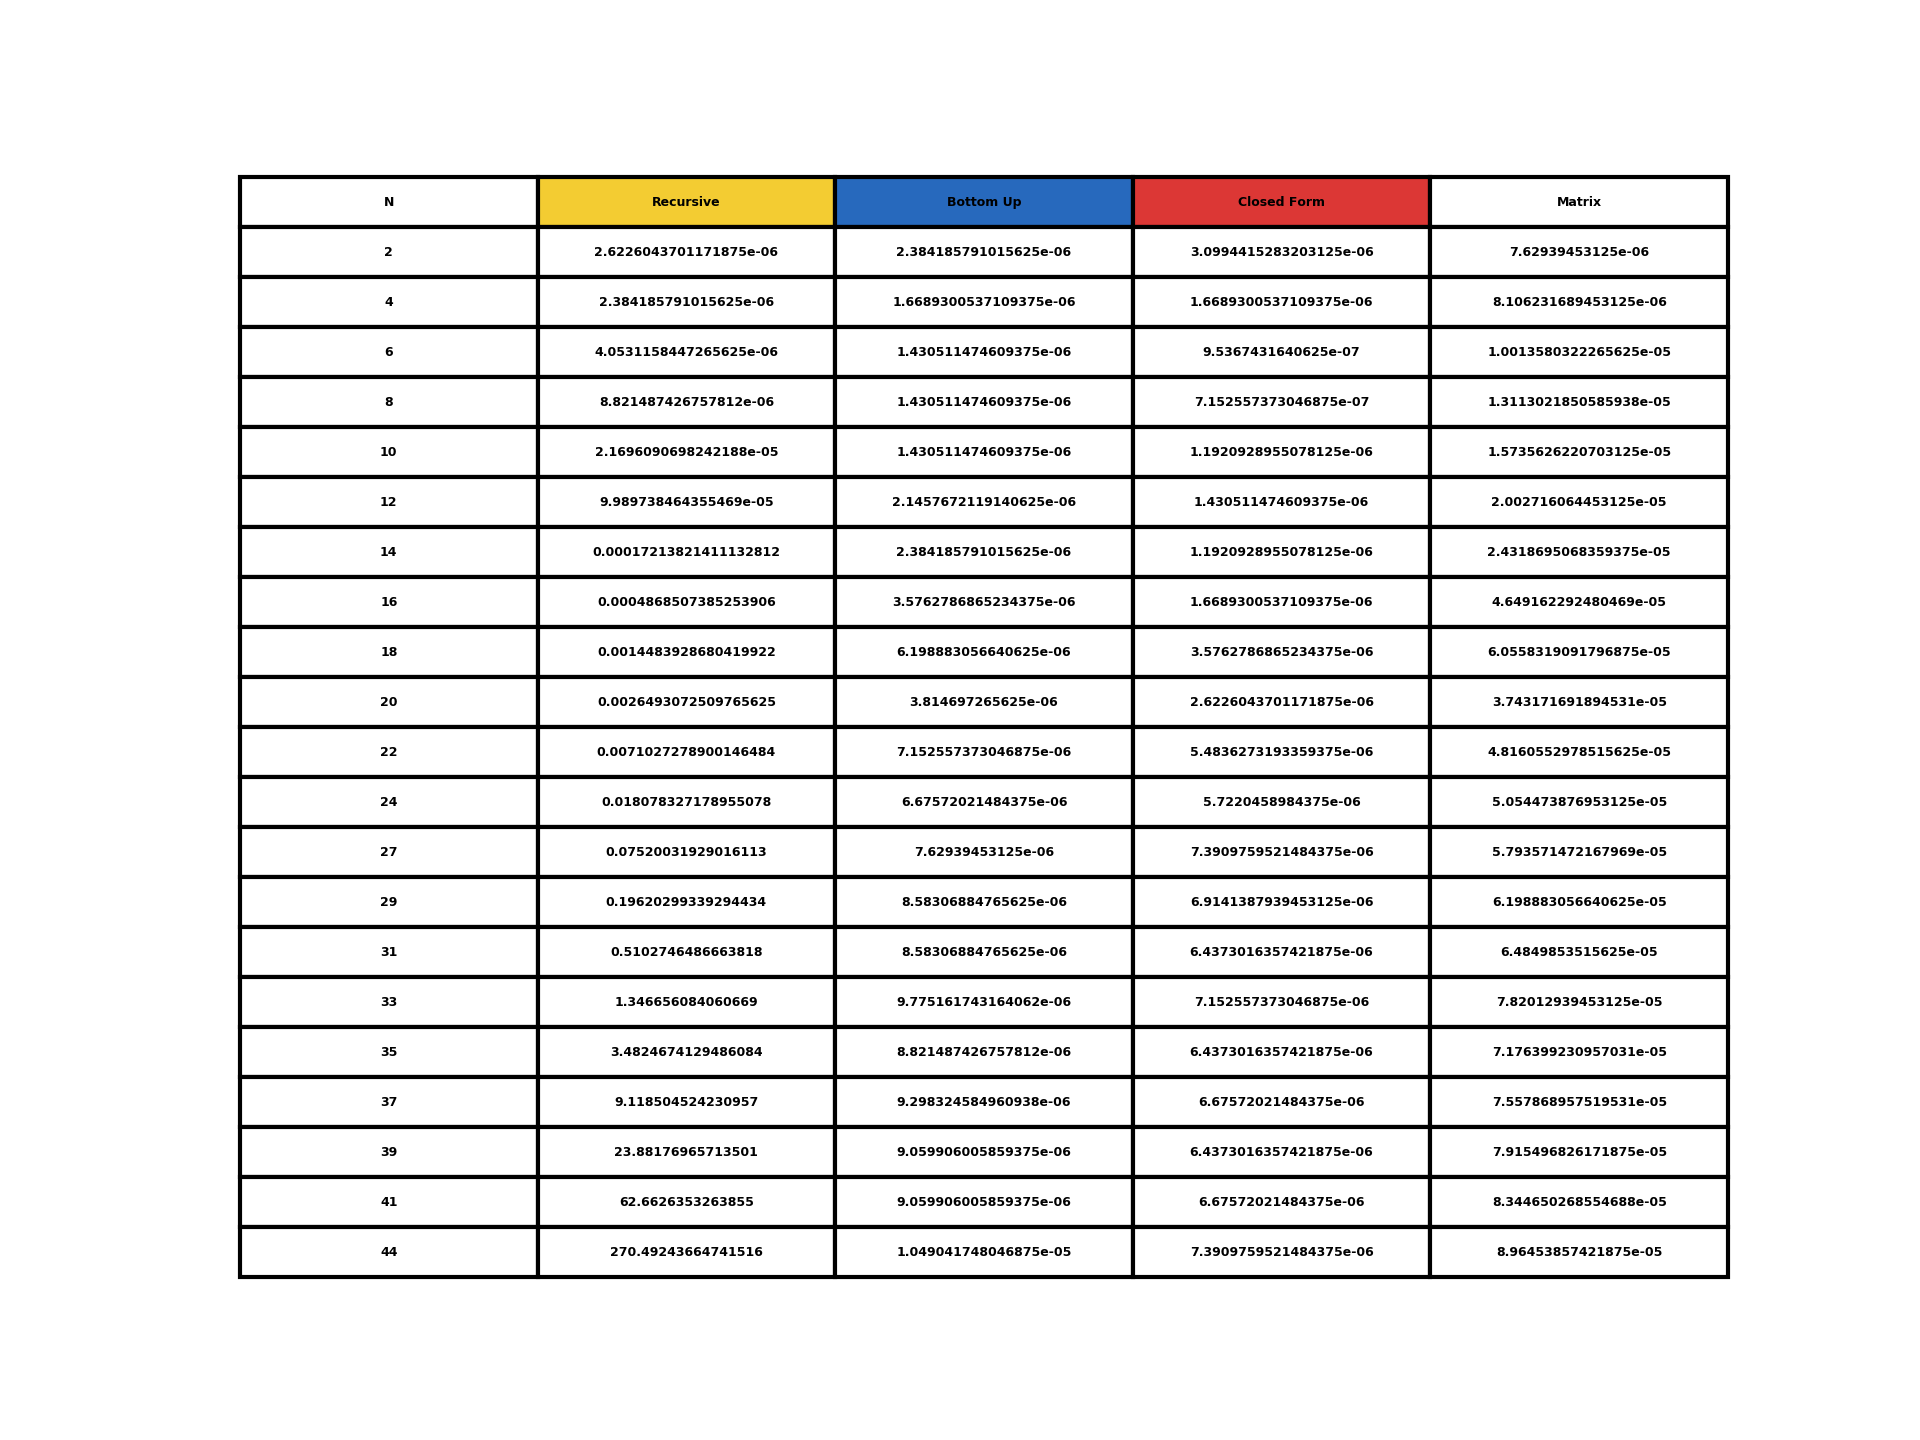 N Recursive Bottom Up Closed Form Matrix
2 2.6226043701171875e-06 2.384185791015625e-06 3.0994415283203125e-06 7.62939453125e-06
4 2.384185791015625e-06 1.6689300537109375e-06 1.6689300537109375e-06 8.106231689453125e-06
6 4.0531158447265625e-06 1.430511474609375e-06 9.5367431640625e-07 1.0013580322265625e-05
8 8.821487426757812e-06 1.430511474609375e-06 7.152557373046875e-07 1.3113021850585938e-05
10 2.1696090698242188e-05 1.430511474609375e-06 1.1920928955078125e-06 1.5735626220703125e-05
12 9.989738464355469e-05 2.1457672119140625e-06 1.430511474609375e-06 2.002716064453125e-05
14 0.00017213821411132812 2.384185791015625e-06 1.1920928955078125e-06 2.4318695068359375e-05
16 0.0004868507385253906 3.5762786865234375e-06 1.6689300537109375e-06 4.649162292480469e-05
18 0.0014483928680419922 6.198883056640625e-06 3.5762786865234375e-06 6.0558319091796875e-05
20 0.0026493072509765625 3.814697265625e-06 2.6226043701171875e-06 3.743171691894531e-05
22 0.0071027278900146484 7.152557373046875e-06 5.4836273193359375e-06 4.8160552978515625e-05
24 0.018078327178955078 6.67572021484375e-06 5.7220458984375e-06 5.054473876953125e-05
27 0.07520031929016113 7.62939453125e-06 7.3909759521484375e-06 5.793571472167969e-05
29 0.19620299339294434 8.58306884765625e-06 6.9141387939453125e-06 6.198883056640625e-05
31 0.5102746486663818 8.58306884765625e-06 6.4373016357421875e-06 6.4849853515625e-05
33 1.346656084060669 9.775161743164062e-06 7.152557373046875e-06 7.82012939453125e-05
35 3.4824674129486084 8.821487426757812e-06 6.4373016357421875e-06 7.176399230957031e-05
37 9.118504524230957 9.298324584960938e-06 6.67572021484375e-06 7.557868957519531e-05
39 23.88176965713501 9.059906005859375e-06 6.4373016357421875e-06 7.915496826171875e-05
41 62.6626353263855 9.059906005859375e-06 6.67572021484375e-06 8.344650268554688e-05
44 270.49243664741516 1.049041748046875e-05 7.3909759521484375e-06 8.96453857421875e-05